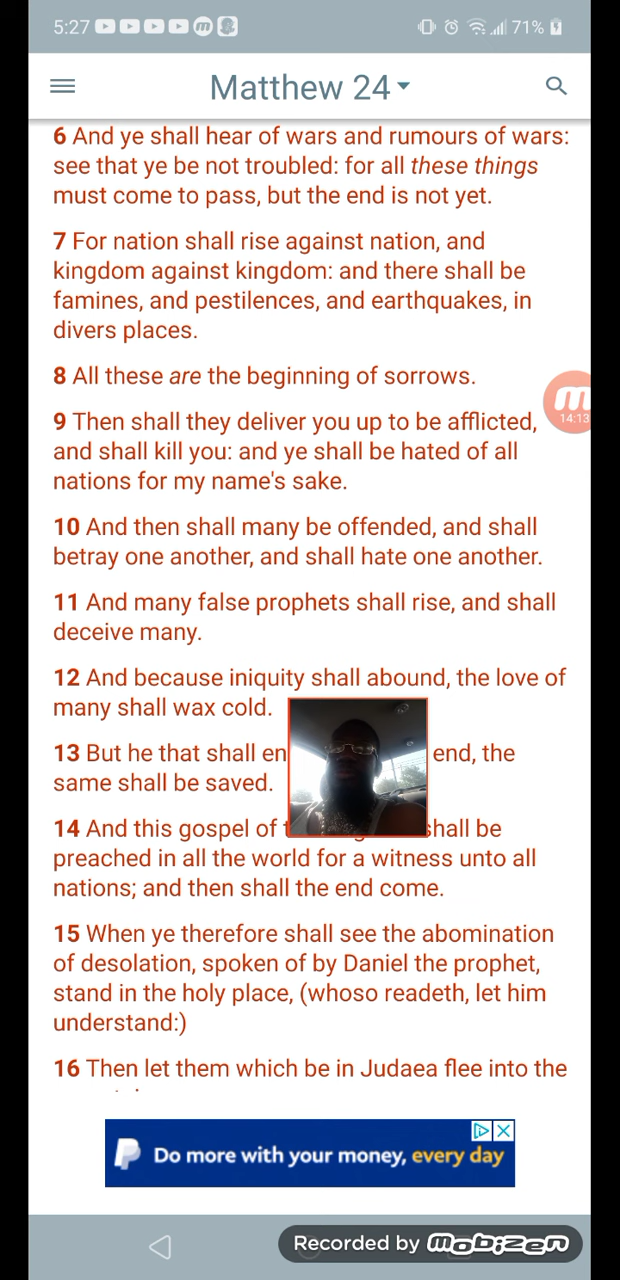 5:27 71%
Matthew 24
6 And ye shall hear of wars and rumours of wars:
see that ye be not troubled: for all these things
must come to pass, but the end is not yet.
7 For nation shall rise against nation, and
kingdom against kingdom: and there shall be
famines, and pestilences, and earthquakes, in
divers places.
8 All these are the beginning of sorrows.
14:13
9 Then shall they deliver you up to be afflicted,
and shall kill you: and ye shall be hated of all
nations for my name's sake.
10 And then shall many be offended, and shall
betray one another, and shall hate one another.
11 And many false prophets shall rise, and shall
deceive many.
12 And because iniquity shall abound, the love of
many shall wax cold.
13 But he that shall en end, the
same shall be saved.
14 And this gospel of shall be
preached in all the world for a witness unto all
nations; and then shall the end come.
15 When ye therefore shall see the abomination
of desolation, spoken of by Daniel the prophet,
stand in the holy place, (whoso readeth, let him
understand:)
16 Then let them which be in Judaea flee into the
Do more with your money, every day
Recorded by mobizen